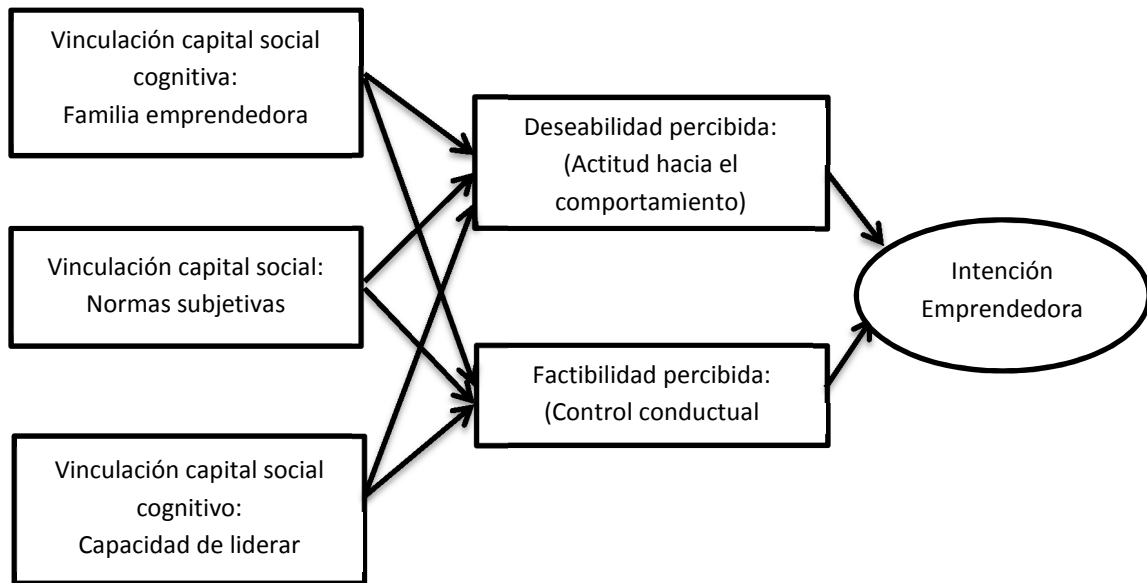 Vinculación capital social
cognitiva:
Familia emprendedora
Vinculación capital social:
Normas subjetivas
Vinculación capital social
cognitivo:
Capacidad de liderar
Deseabilidad percibida:
(Actitud hacia el
comportamiento)
Factibilidad percibida:
(Control conductual
Intención
Emprendedora